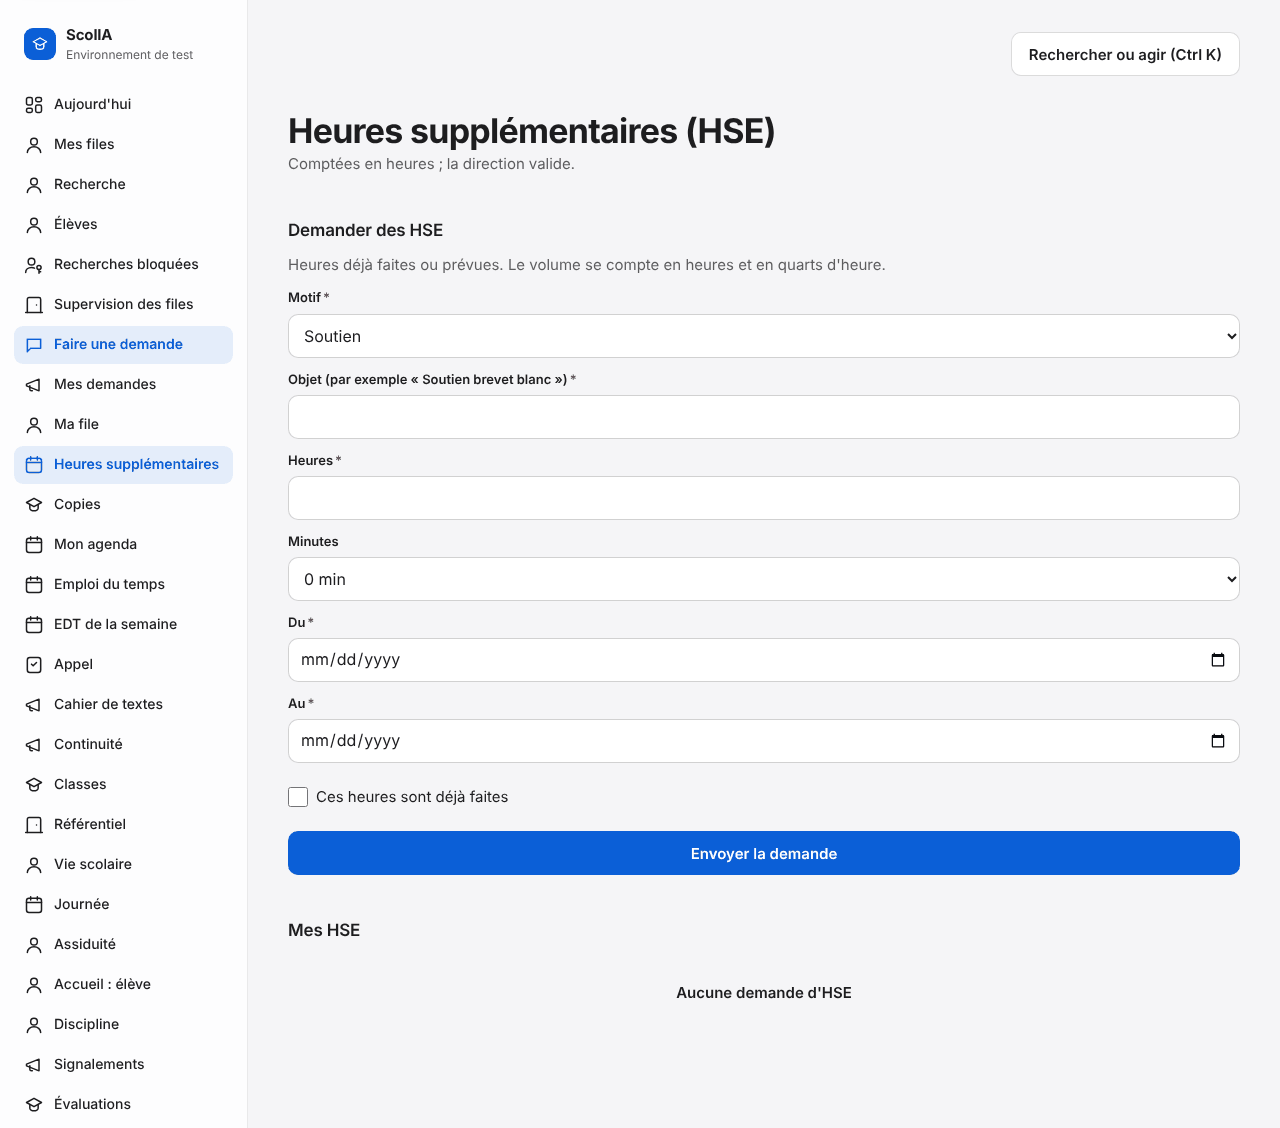 ScolIA
Environnement de test
Aujourd'hui
Mes files
Recherche
Élèves
Recherches bloquées
Supervision des files
Faire une demande
Mes demandes
Ma file
Heures supplémentaires
Copies
Mon agenda
Emploi du temps
EDT de la semaine
Appel
Cahier de textes
Continuité
Classes
Référentiel
Vie scolaire
Journée
Assiduité
Accueil : élève
Discipline
Signalements
Évaluations
Rechercher ou agir (Ctrl K)
Heures supplémentaires (HSE)
Comptées en heures ; la direction valide.
Demander des HSE
Heures déjà faites ou prévues. Le volume se compte en heures et en quarts d'heure.
Motif *
Soutien
Objet (par exemple « Soutien brevet blanc ») *
Heures *
Minutes
0 min
Du *
mm/dd/yyyy
Au *
mm/dd/yyyy
Ces heures sont déjà faites
Envoyer la demande
Mes HSE
Aucune demande d'HSE